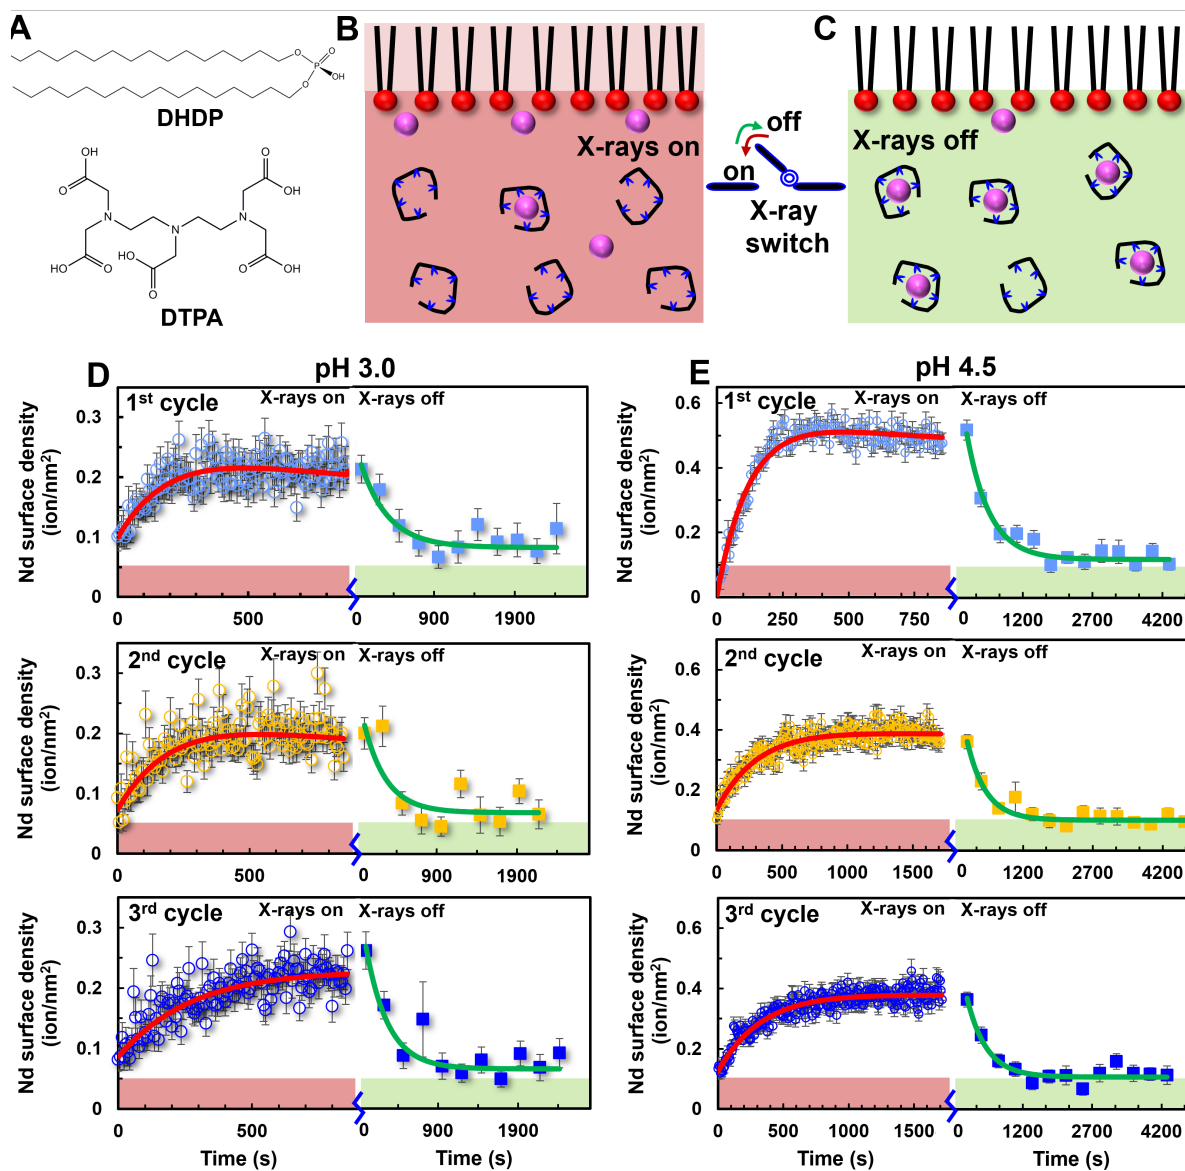 A
O
O
P
OH
O
DHDP
OH
O
O
OH
N
N
N
OH
O
HO
O
O
OH
DTPA
B
X-rays on
off
on
X-ray
switch
C
X-rays off
D
pH 3.0
1st cycle
X-rays on
X-rays off
Nd surface density
(ion/nm2)
0.3
0.2
0.1
0
0
500
0
900
1900
2nd cycle
X-rays on
X-rays off
Nd surface density
(ion/nm2)
0.3
0.2
0.1
0
0
500
0
900
1900
3rd cycle
X-rays on
X-rays off
Nd surface density
(ion/nm2)
0.3
0.2
0.1
0
0
500
0
900
1900
Time (s)
Time (s)
E
pH 4.5
1st cycle
X-rays on
X-rays off
Nd surface density
(ion/nm2)
0.6
0.4
0.2
0
0
250
500
750
0
1200
2700
4200
2nd cycle
X-rays on
X-rays off
Nd surface density
(ion/nm2)
0.6
0.4
0.2
0
0
500
1000
1500
0
1200
2700
4200
3rd cycle
X-rays on
X-rays off
Nd surface density
(ion/nm2)
0.6
0.4
0.2
0
0
500
1000
1500
0
1200
2700
4200
Time (s)
Time (s)